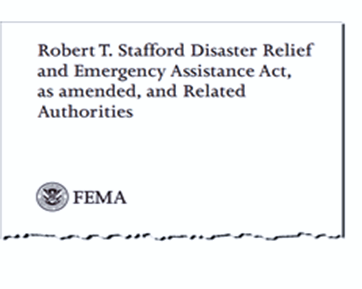 Robert T. Stafford Disaster Relief
and Emergency Assistance Act,
as amended, and Related
Authorities
FEMA